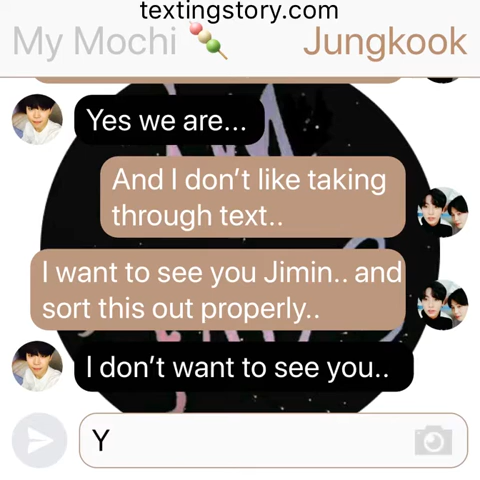 textingstory.com
My Mochi 🍡 Jungkook
Yes we are...
And I don't like taking
through text..
I want to see you Jimin.. and
sort this out properly..
I don't want to see you..
Y